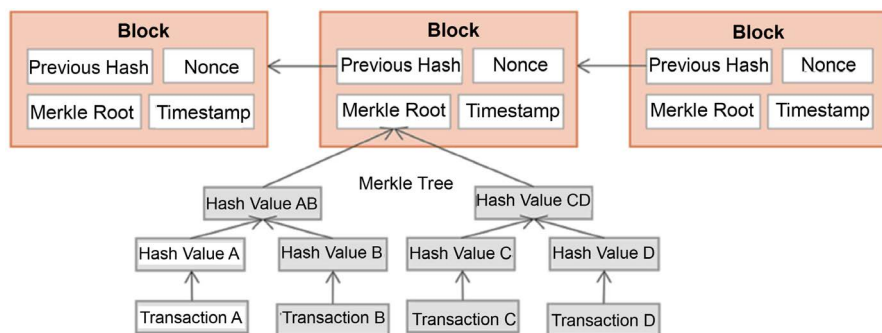 Block
Block
Block
Previous Hash
Nonce
Previous Hash
Nonce
Previous Hash
Nonce
Merkle Root
Timestamp
Merkle Root
Timestamp
Merkle Root
Timestamp
Merkle Tree
Hash Value AB
Hash Value CD
Hash Value A
Hash Value B
Hash Value C
Hash Value D
Transaction A
Transaction B
Transaction C
Transaction D